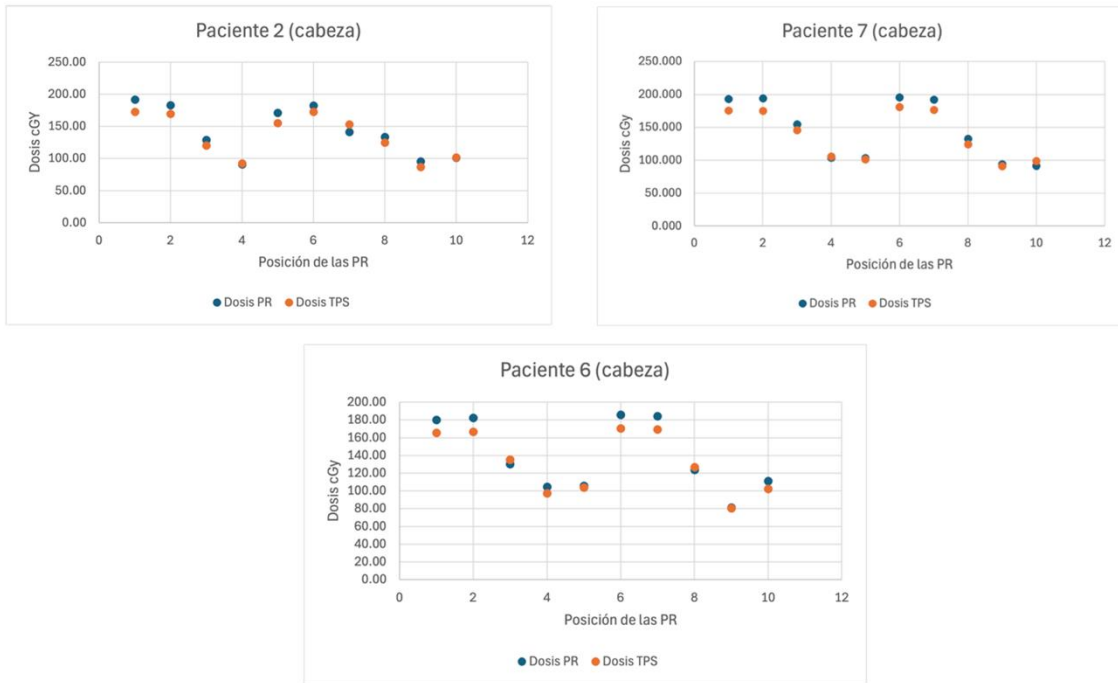 Paciente 2 (cabeza)
250.00
200.00
150.00
100.00
50.00
0.00
Dosis cGY
0 2 4 6 8 10 12
Posición de las PR
Dosis PR Dosis TPS
Paciente 7 (cabeza)
250.000
200.000
150.000
100.000
50.000
0.000
Dosis cGy
0 2 4 6 8 10 12
Posición de las PR
Dosis PR Dosis TPS
Paciente 6 (cabeza)
200.00
180.00
160.00
140.00
120.00
100.00
80.00
60.00
40.00
20.00
0.00
Dosis cGy
0 2 4 6 8 10 12
Posición de las PR
Dosis PR Dosis TPS